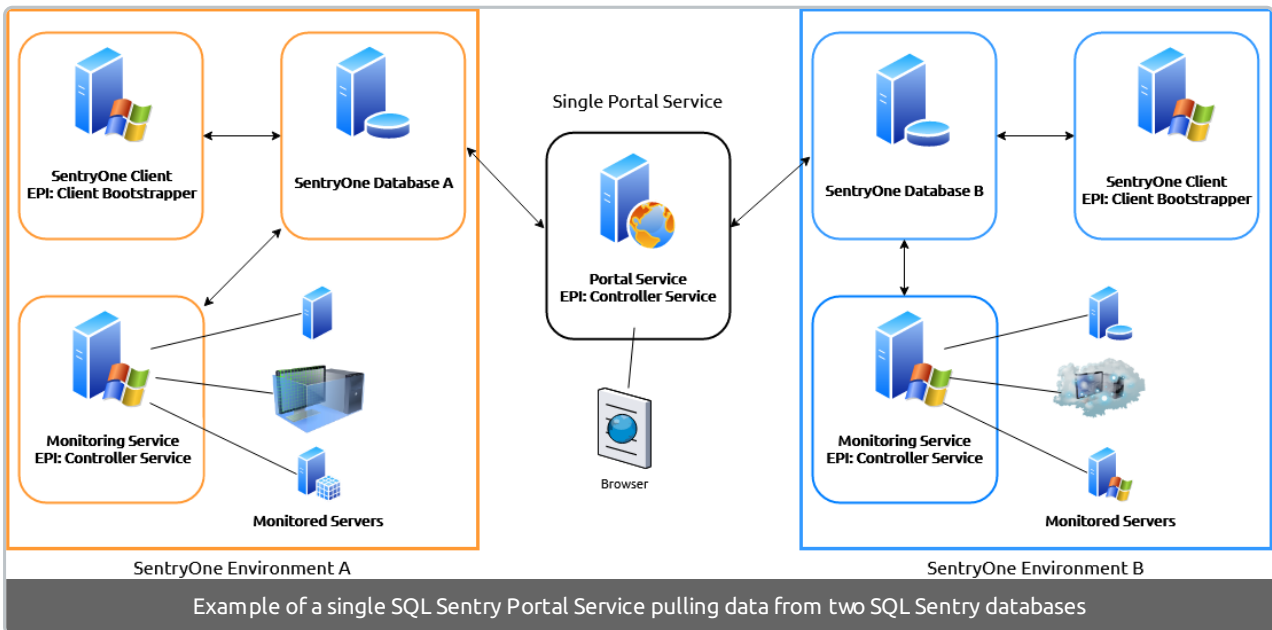 SentryOne Client
EPI: Client Bootstrapper
SentryOne Database A
Monitoring Service
EPI: Controller Service
Monitored Servers
SentryOne Environment A
Single Portal Service
Portal Service
EPI: Controller Service
Browser
SentryOne Database B
SentryOne Client
EPI: Client Bootstrapper
Monitoring Service
EPI: Controller Service
Monitored Servers
SentryOne Environment B
Example of a single SQL Sentry Portal Service pulling data from two SQL Sentry databases